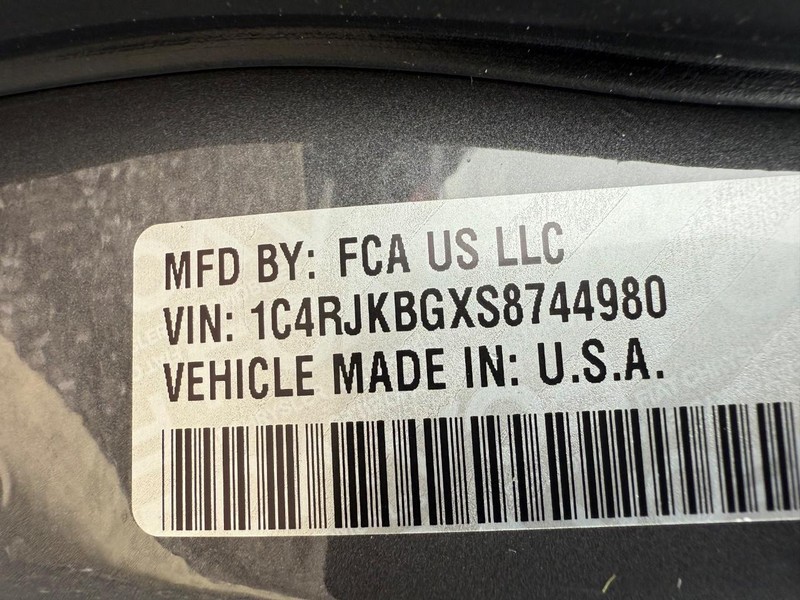 MFD BY: FCA US LLC
VIN: 1C4RJKBGXS8744980
VEHICLE MADE IN: U.S.A.